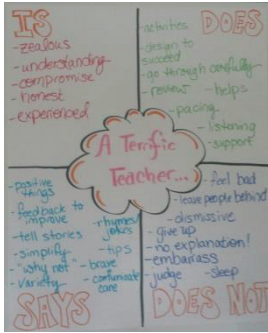 IS
- zealous
- understanding
- compromise
- honest
- experienced
DOES
- activities
- design to
succeed
- go through carefully
- review
- helps
- pacing
- listening
- support
A Terrific
Teacher...
SAYS
- positive
things
- feedback to
improve
- tell stories
- simplify
- "why not"
- variety
- rhymes/
jokes
- tips
- brave
- communicate
care
DOES NOT
- feel bad
- leave people behind
- dismissive
- give up
- no explanation!
- embarrass
- judge
- sleep